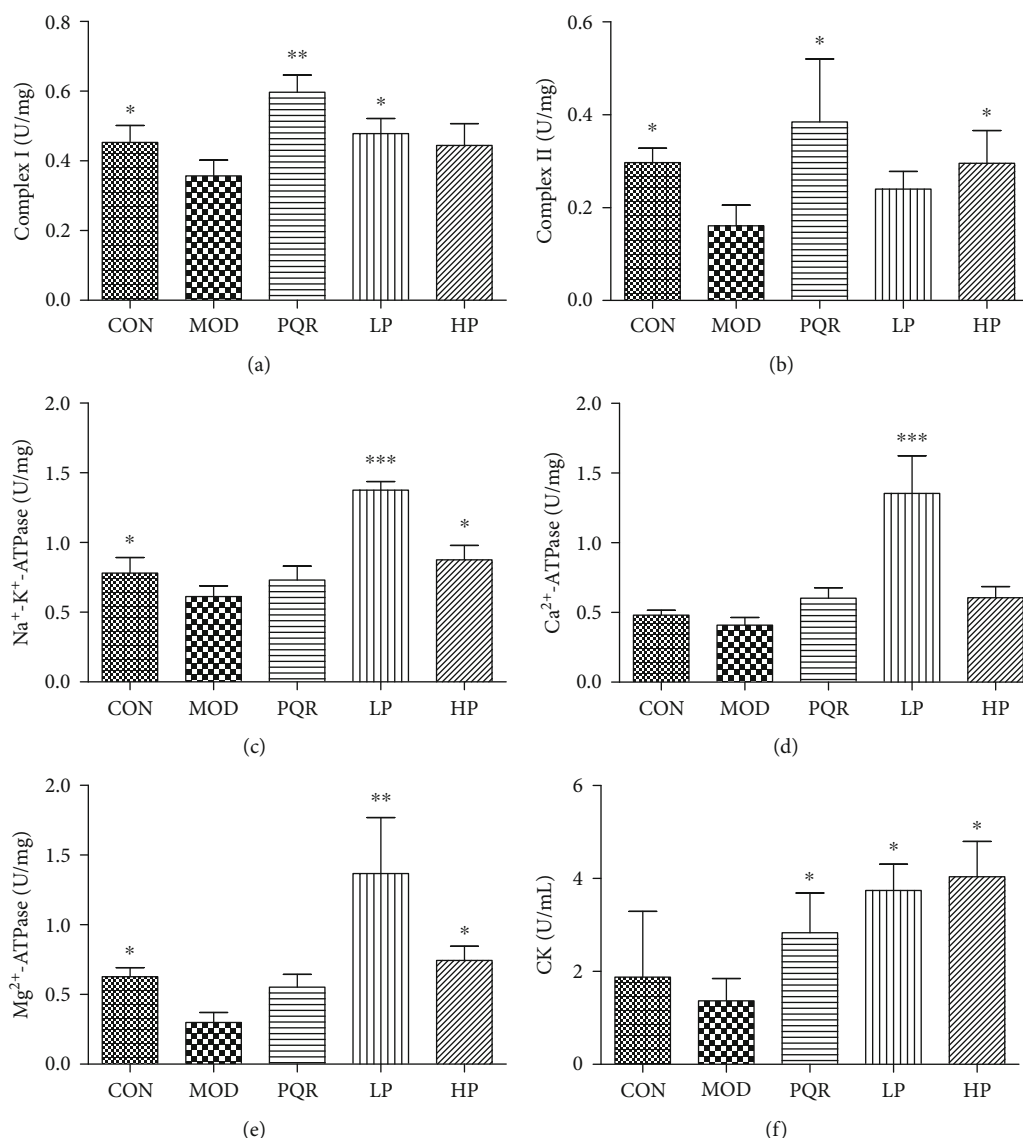 Complex I (U/mg)
0.8
0.6
0.4
0.2
0.0
*
**
*
CON MOD PQR LP HP
(a)
Complex II (U/mg)
0.6
0.4
0.2
0.0
*
*
*
CON MOD PQR LP HP
(b)
Na⁺-K⁺-ATPase (U/mg)
2.0
1.5
1.0
0.5
0.0
*
***
*
CON MOD PQR LP HP
(c)
Ca²⁺-ATPase (U/mg)
2.0
1.5
1.0
0.5
0.0
***
CON MOD PQR LP HP
(d)
Mg²⁺-ATPase (U/mg)
2.0
1.5
1.0
0.5
0.0
*
**
*
CON MOD PQR LP HP
(e)
CK (U/mL)
6
4
2
0
*
*
*
CON MOD PQR LP HP
(f)